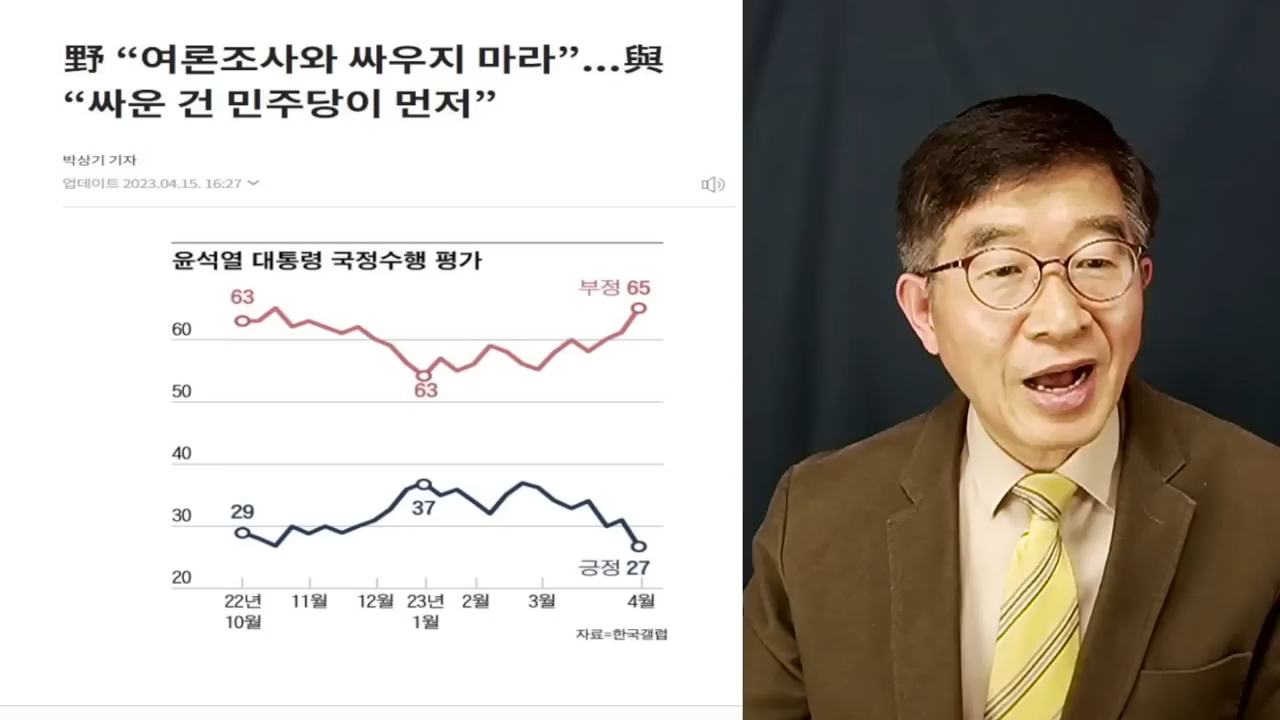 野 “여론조사와 싸우지 마라”...與
“싸운 건 민주당이 먼저”
박상기 기자
업데이트 2023.04.15. 16:27
윤석열 대통령 국정수행 평가
63
부정 65
60
63
50
40
37
29
30
긍정 27
20
22년 11월 12월 23년 2월 3월 4월
10월 1월
자료=한국갤럽